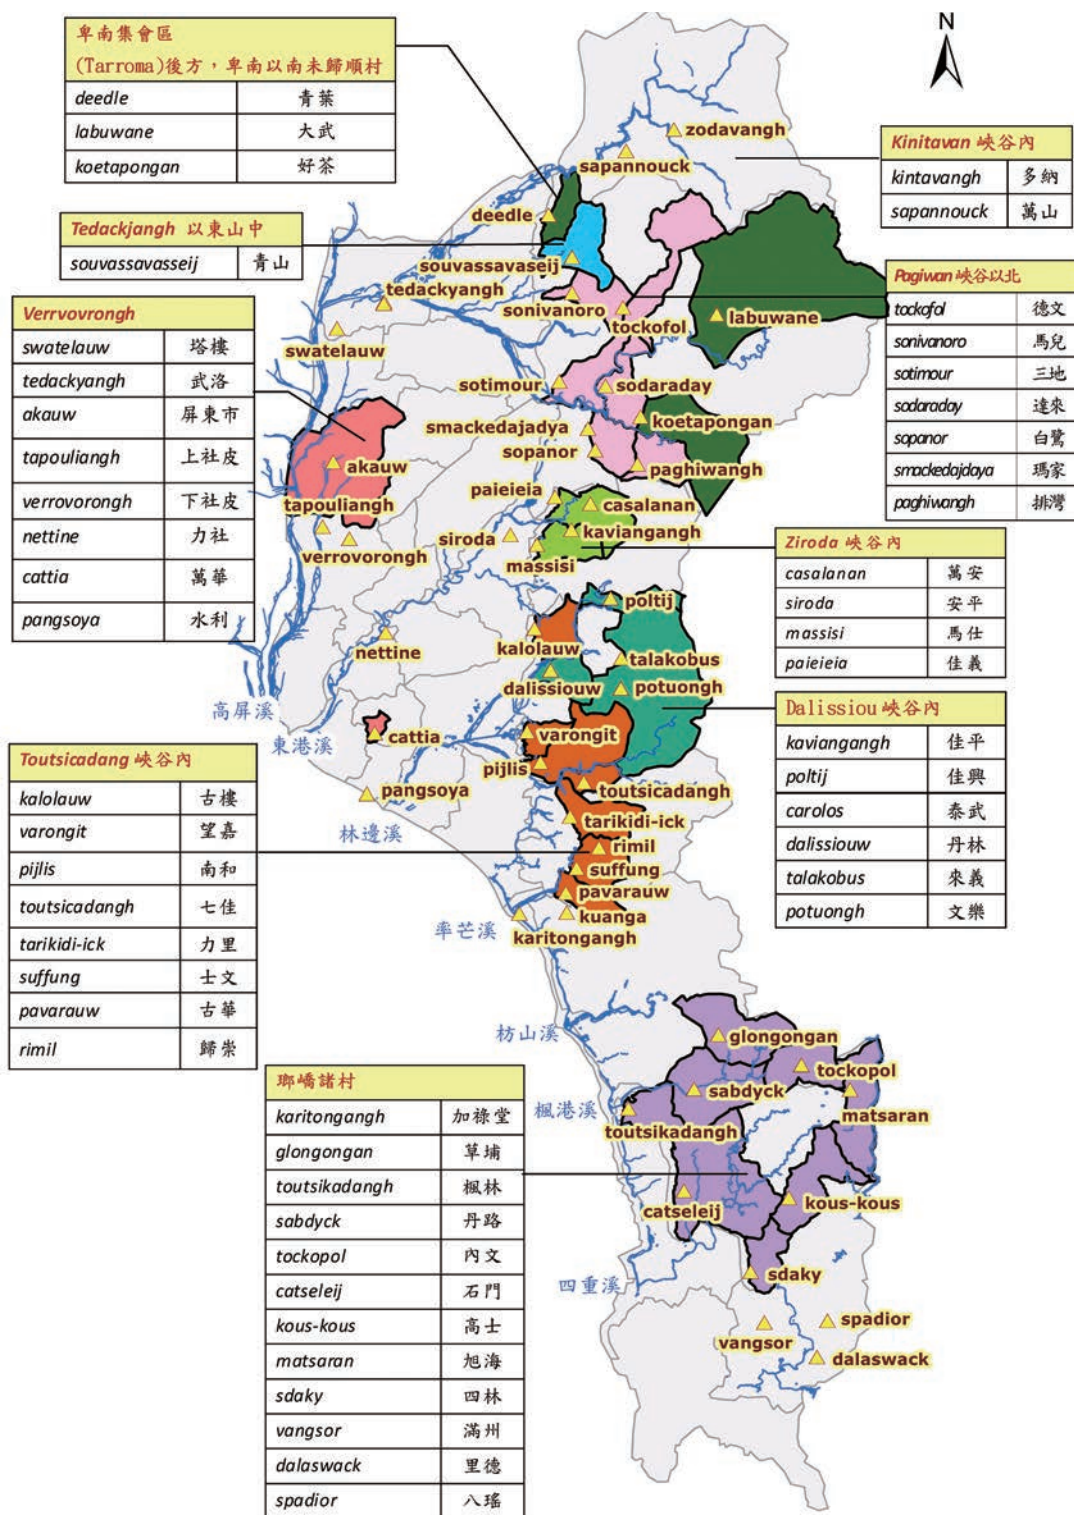 卑南集會區
(Tarroma)後方，卑南以南未歸順村
deedle 青葉
labuwane 大武
koetapongan 好茶
Tedackjangh 以東山中
souvassavasseij 青山
Verrvovrongh
swatelauw 塔樓
tedackyangh 武洛
akauw 屏東市
tapouliangh 上社皮
verrovorongh 下社皮
nettine 力社
cattia 萬華
pangsoya 水利
Toutsicadang 峽谷內
kalolauw 古樓
varongit 望嘉
pijlis 南和
toutsicadangh 七佳
tarikidi-ick 力里
suffung 士文
pavarauw 古華
rimil 歸崇
瑯嶠諸村
karitongangh 加祿堂
glongongan 草埔
toutsikadangh 楓林
sabdyck 丹路
tockopol 內文
catseleij 石門
kous-kous 高士
matsaran 旭海
sdaky 四林
vangsor 滿州
dalaswack 里德
spadior 八瑤
N
Kinitavan 峽谷內
kintavangh 多納
sapannouck 萬山
Pagiwan 峽谷以北
tockofol 德文
sonivanoro 馬兒
sotimour 三地
sodaraday 達來
sopanor 白鷺
smackedajdaya 瑪家
paghiwangh 排灣
Ziroda 峽谷內
casalanan 萬安
siroda 安平
massisi 馬仕
paieieia 佳義
Dalissiou 峽谷內
kaviangangh 佳平
poltij 佳興
carolos 泰武
dalissiouw 丹林
talakobus 來義
potuongh 文樂
zodavangh
sapannouck
deedle
souvassavaseij
tedackyangh
sonivanoro
tockofol
labuwane
swatelauw
sotimour
sodaraday
smackedajadya
koetapongan
sopanor
paghiwangh
akauw
paieieia
casalanan
tapouliangh
siroda
kaviangangh
verrovorongh
massisi
poltij
nettine
kalolauw
talakobus
dalissiouw
potuongh
高屏溪
東港溪
cattia
varongit
pijlis
pangsoya
toutsicadangh
林邊溪
tarikidi-ick
rimil
suffung
pavarauw
kuanga
karitongangh
率芒溪
枋山溪
glongongan
tockopol
sabdyck
matsaran
楓港溪
toutsikadangh
catseleij
kous-kous
四重溪
sdaky
spadior
vangsor
dalaswack